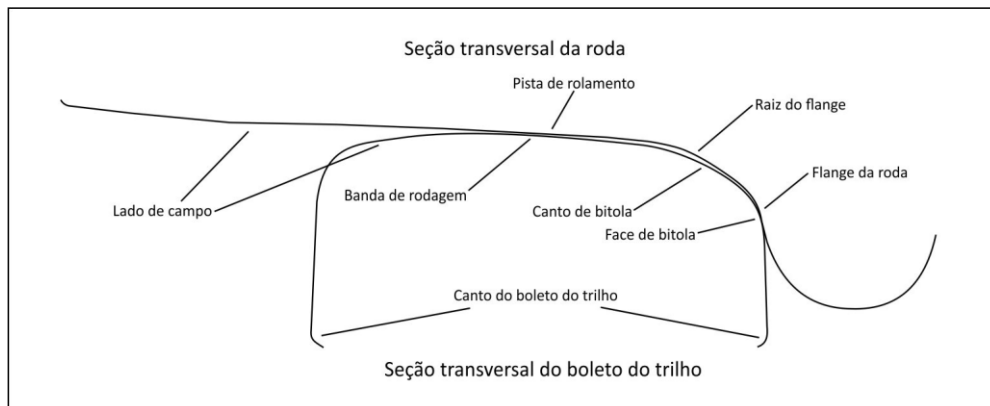 Seção transversal da roda
Pista de rolamento
Raiz do flange
Flange da roda
Banda de rodagem
Canto de bitola
Lado de campo
Face de bitola
Canto do boleto do trilho
Seção transversal do boleto do trilho